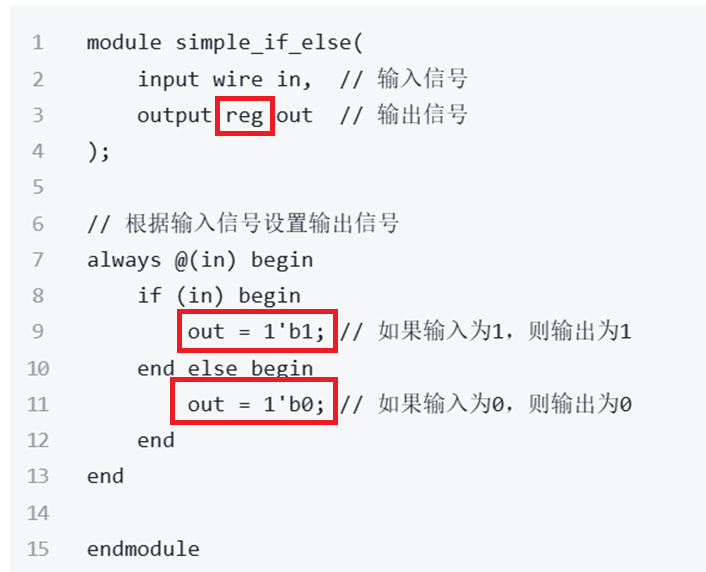 1 module simple_if_else(
2 input wire in, // 输入信号
3 output reg out // 输出信号
4 );
5
6 // 根据输入信号设置输出信号
7 always @(in) begin
8 if (in) begin
9 out = 1'b1; // 如果输入为1，则输出为1
10 end else begin
11 out = 1'b0; // 如果输入为0，则输出为0
12 end
13 end
14
15 endmodule